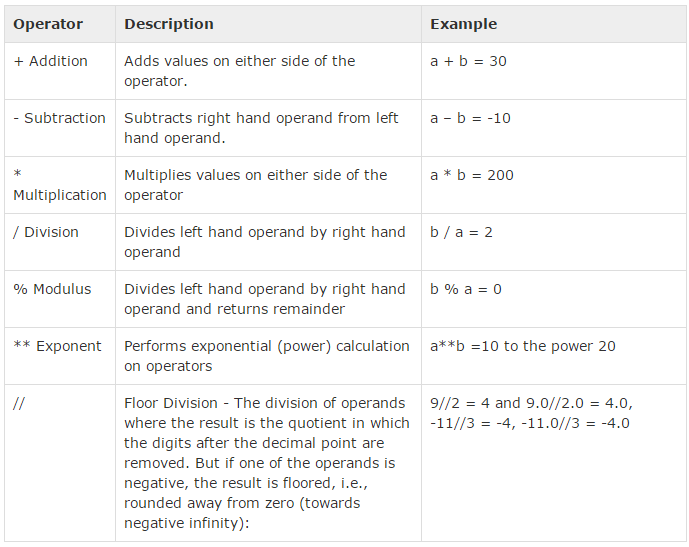 Operator Description Example
+ Addition Adds values on either side of the a + b = 30
operator.
- Subtraction Subtracts right hand operand from left a – b = -10
hand operand.
* Multiplies values on either side of the a * b = 200
Multiplication operator
/ Division Divides left hand operand by right hand b / a = 2
operand
% Modulus Divides left hand operand by right hand b % a = 0
operand and returns remainder
** Exponent Performs exponential (power) calculation a**b =10 to the power 20
on operators
// Floor Division - The division of operands 9//2 = 4 and 9.0//2.0 = 4.0,
where the result is the quotient in which -11//3 = -4, -11.0//3 = -4.0
the digits after the decimal point are
removed. But if one of the operands is
negative, the result is floored, i.e.,
rounded away from zero (towards
negative infinity):